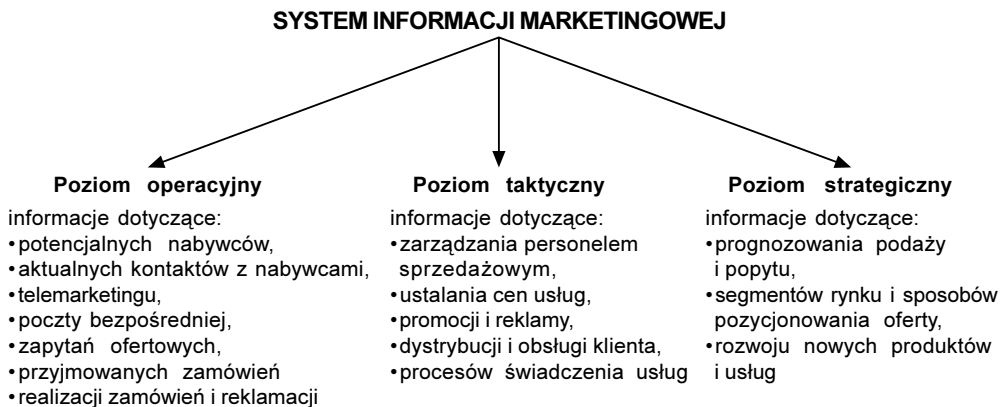 SYSTEM INFORMACJI MARKETINGOWEJ
Poziom operacyjny
informacje dotyczące:
•potencjalnych nabywców,
•aktualnych kontaktów z nabywcami,
•telemarketingu,
•poczty bezpośredniej,
•zapytań ofertowych,
•przyjmowanych zamówień
•realizacji zamówień i reklamacji
Poziom taktyczny
informacje dotyczące:
•zarządzania personelem
sprzedażowym,
•ustalania cen usług,
•promocji i reklamy,
•dystrybucji i obsługi klienta,
•procesów świadczenia usług
Poziom strategiczny
informacje dotyczące:
•prognozowania podaży
i popytu,
•segmentów rynku i sposobów
pozycjonowania oferty,
•rozwoju nowych produktów
i usług